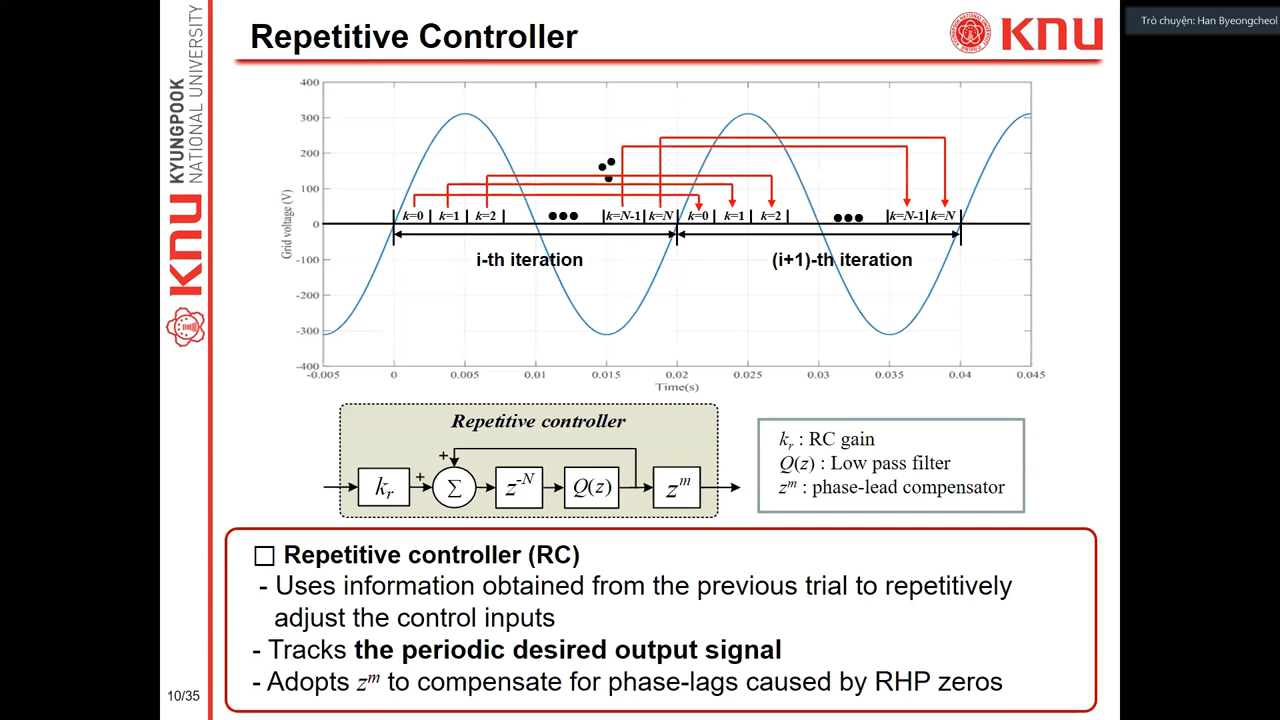 Repetitive Controller
KNU
Trò chuyện: Han Byeongcheol
KYUNGPOOK
NATIONAL UNIVERSITY
KNU
400
300
200
100
0
-100
-200
-300
-400
Grid voltage (V)
k=0 k=1 k=2 k=N-1 k=N k=0 k=1 k=2 k=N-1 k=N
i-th iteration (i+1)-th iteration
-0.005 0 0.005 0.01 0.015 0.02 0.025 0.03 0.035 0.04 0.045
Time(s)
Repetitive controller
+
+
kᵣ Σ z⁻ᴺ Q(z) zᵐ
kᵣ : RC gain
Q(z) : Low pass filter
zᵐ : phase-lead compensator
□ Repetitive controller (RC)
- Uses information obtained from the previous trial to repetitively
adjust the control inputs
- Tracks the periodic desired output signal
- Adopts zᵐ to compensate for phase-lags caused by RHP zeros
10/35